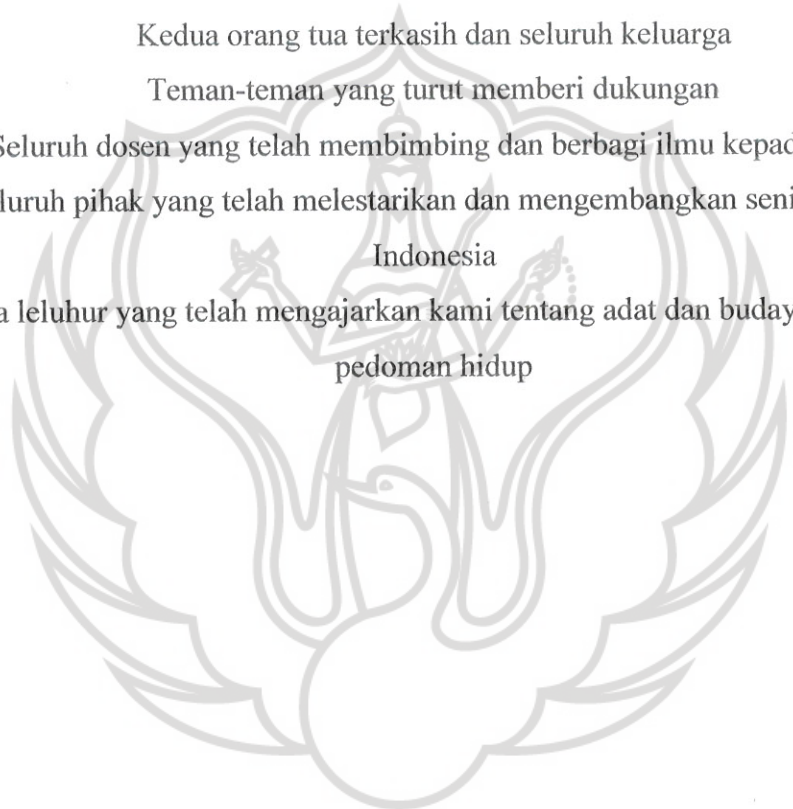 Kedua orang tua terkasih dan seluruh keluarga
Teman-teman yang turut memberi dukungan
Seluruh dosen yang telah membimbing dan berbagi ilmu
pihak yang telah melestarikan dan mengembangkan seni
Indonesia
leluhur yang telah mengajarkan kami tentang adat dan
pedoman hidup